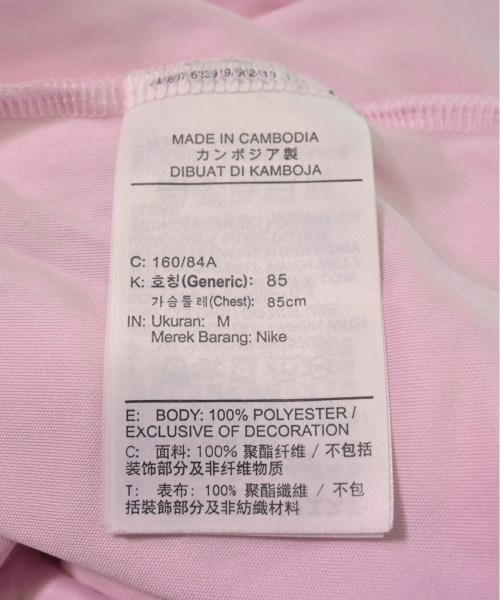 MADE IN CAMBODIA
カンボジア製
DIBUAT DI KAMBOJA
C: 160/84A
K: 호칭(Generic): 85
가슴둘레(Chest): 85cm
IN: Ukuran: M
Merek Barang: Nike
E: BODY: 100% POLYESTER /
EXCLUSIVE OF DECORATION
C: 面料: 100% 聚酯纤维 / 不包括
装饰部分及非纤维物质
T: 表布: 100% 聚酯纖維 / 不包
括裝飾部分及非紡織材料